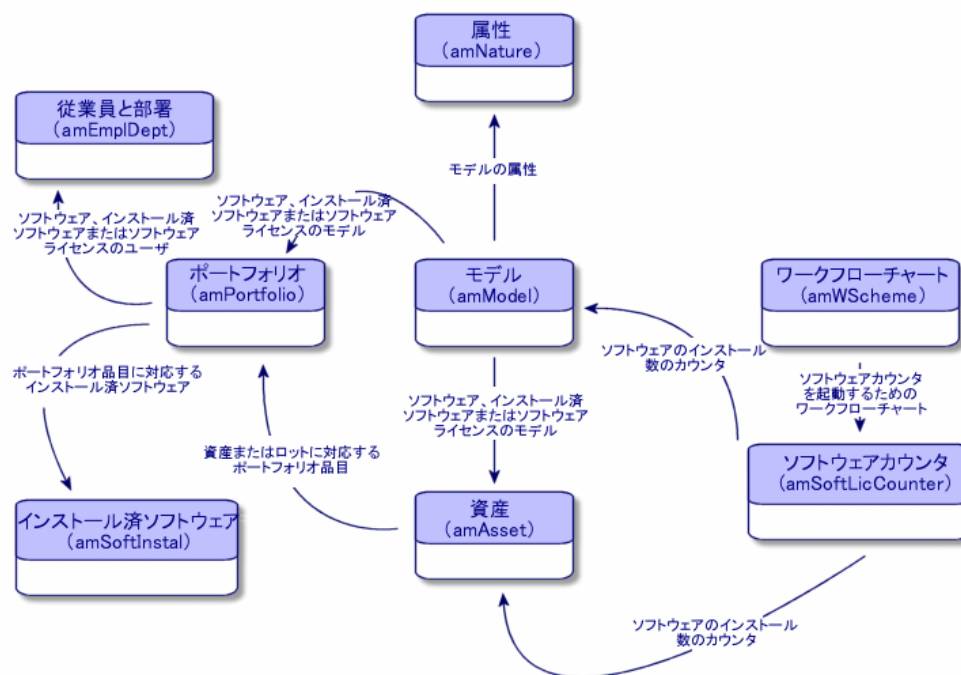 属性
(amNature)
従業員と部署
(amEmplDept)
モデルの属性
ソフトウェア、インストール済
ソフトウェアまたはソフトウェア
ライセンスのユーザ
ソフトウェア、インストール済
ソフトウェアまたはソフトウェア
ライセンスのモデル
ポートフォリオ
(amPortfolio)
モデル
(amModel)
ワークフローチャート
(amWScheme)
ポートフォリオ品目に対応する
インストール済ソフトウェア
ソフトウェアのインストール
数のカウンタ
ソフトウェアカウンタ
を起動するための
ワークフローチャート
ソフトウェア、インストール済
ソフトウェアまたはソフトウェア
ライセンスのモデル
資産またはロットに対応する
ポートフォリオ品目
ソフトウェアカウンタ
(amSoftLicCounter)
インストール済ソフトウェア
(amSoftInstal)
資産
(amAsset)
ソフトウェアのインストール
数のカウンタ